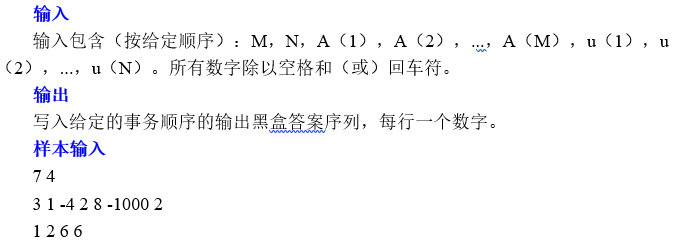 输入
输入包含（按给定顺序）：M，N，A（1），A（2），...，A（M），u（1），u
（2），...，u（N）。所有数字除以空格和（或）回车符。
输出
写入给定的事务顺序的输出黑盒答案序列，每行一个数字。
样本输入
7 4
3 1 -4 2 8 -1000 2
1 2 6 6